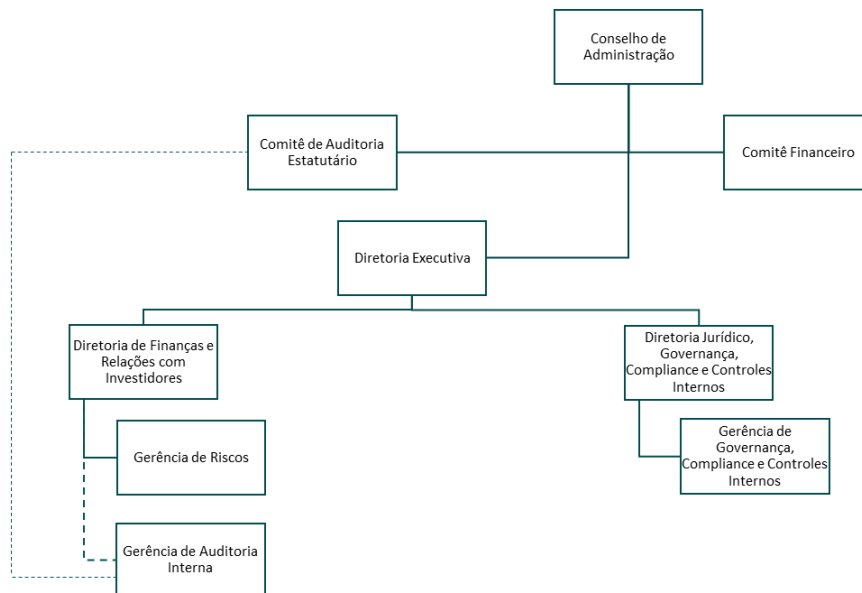 Conselho de
Administração
Comitê de Auditoria
Estatutário
Comitê Financeiro
Diretoria Executiva
Diretoria de Finanças e
Relações com
Investidores
Diretoria Jurídico,
Governança,
Compliance e Controles
Internos
Gerência de Riscos
Gerência de
Governança,
Compliance e Controles
Internos
Gerência de Auditoria
Interna